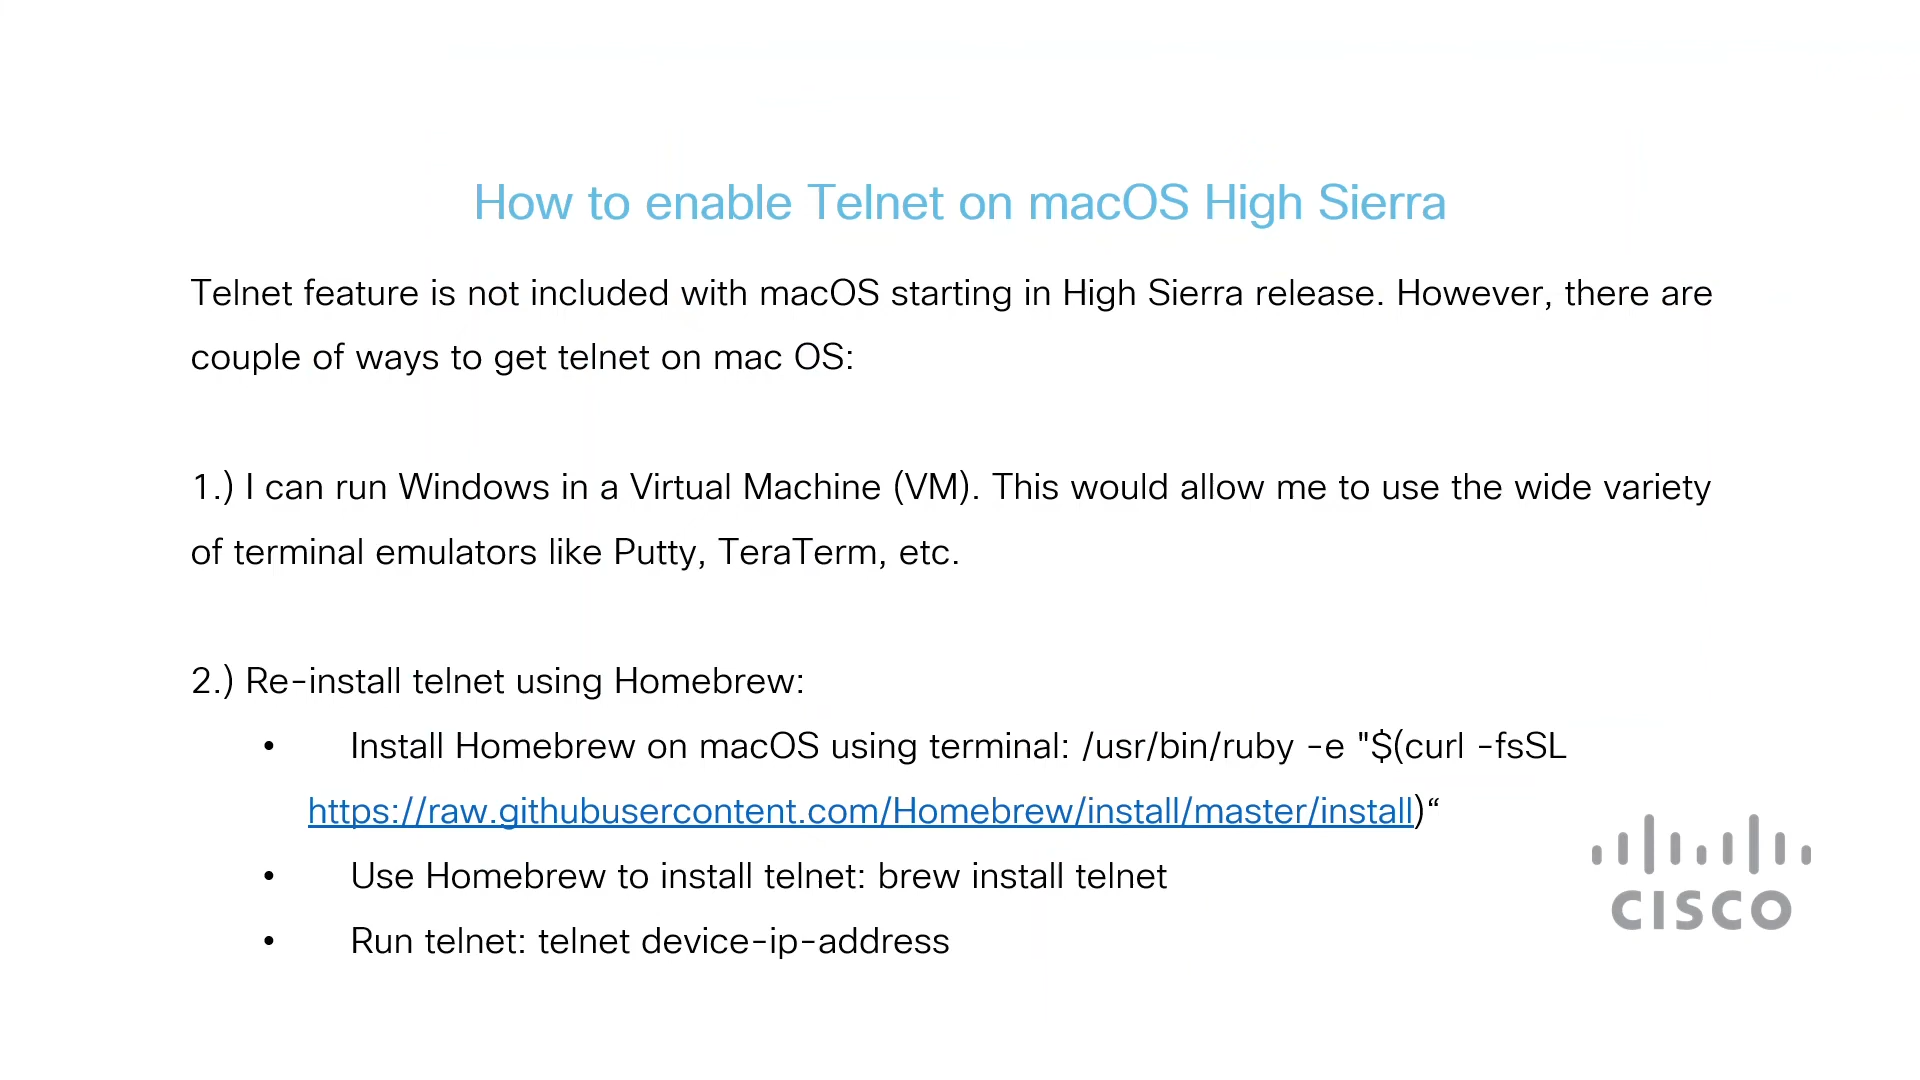 How to enable Telnet on macOS High Sierra
Telnet feature is not included with macOS starting in High Sierra release. However, there are
couple of ways to get telnet on mac OS:
1.) I can run Windows in a Virtual Machine (VM). This would allow me to use the wide variety
of terminal emulators like Putty, TeraTerm, etc.
2.) Re-install telnet using Homebrew:
• Install Homebrew on macOS using terminal: /usr/bin/ruby -e "$(curl -fsSL
https://raw.githubusercontent.com/Homebrew/install/master/install)“
• Use Homebrew to install telnet: brew install telnet
• Run telnet: telnet device-ip-address
CISCO